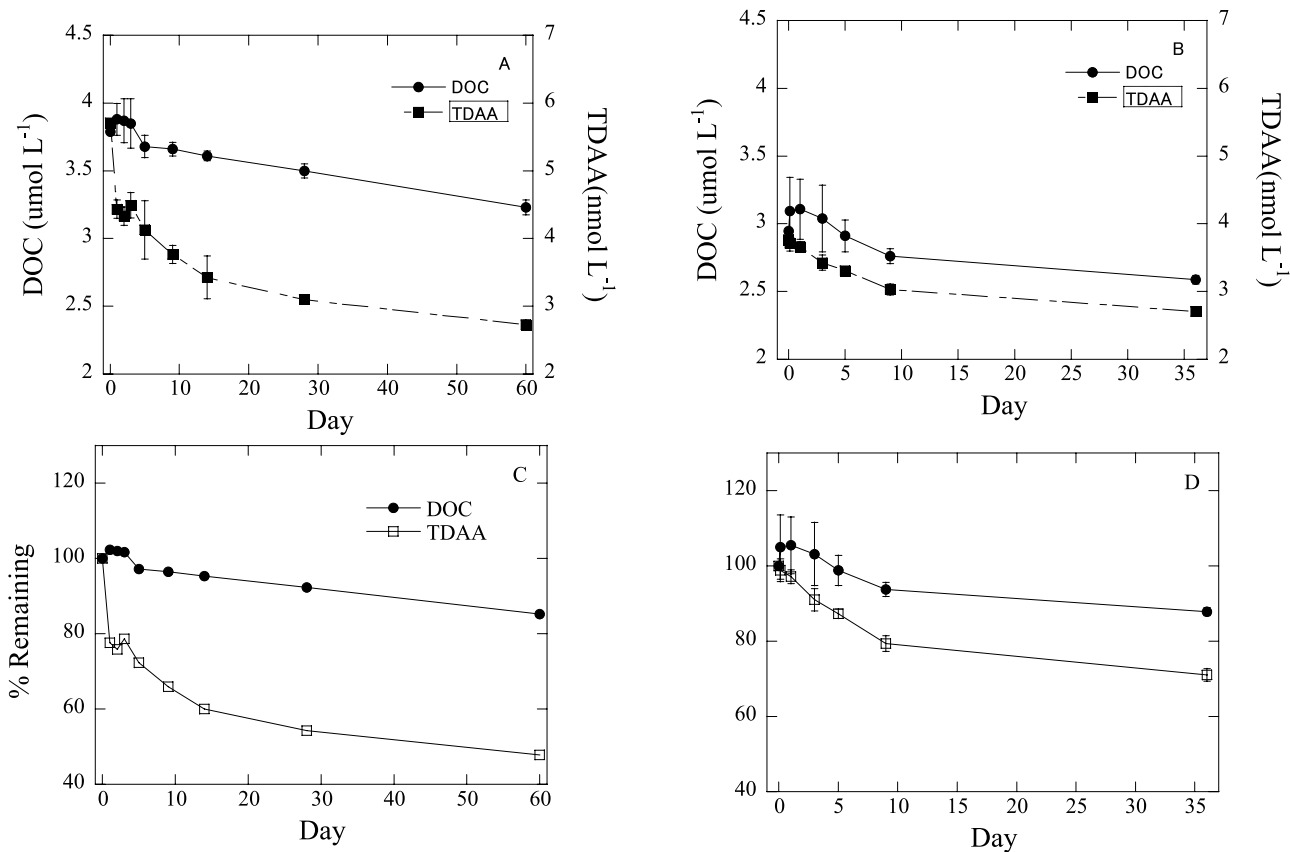 A
DOC
TDAA
4.5
4
3.5
3
2.5
2
7
6
5
4
3
2
0 10 20 30 40 50 60
DOC (umol L-1)
TDAA(nmol L-1)
Day
B
DOC
TDAA
4.5
4
3.5
3
2.5
2
7
6
5
4
3
2
0 5 10 15 20 25 30 35
DOC (umol L-1)
TDAA(nmol L-1)
Day
C
DOC
TDAA
120
100
80
60
40
0 10 20 30 40 50 60
% Remaining
Day
D
120
100
80
60
40
0 5 10 15 20 25 30 35
Day